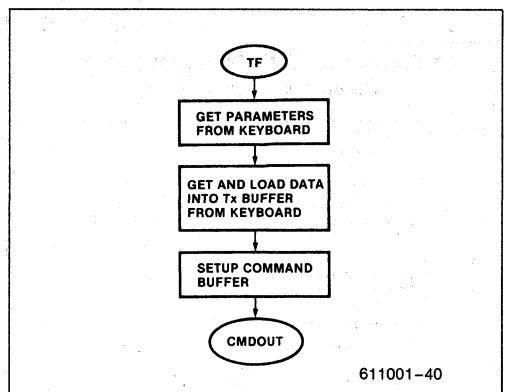 TF
GET PARAMETERS
FROM KEYBOARD
GET AND LOAD DATA
INTO Tx BUFFER
FROM KEYBOARD
SETUP COMMAND
BUFFER
CMDOUT
611001-40